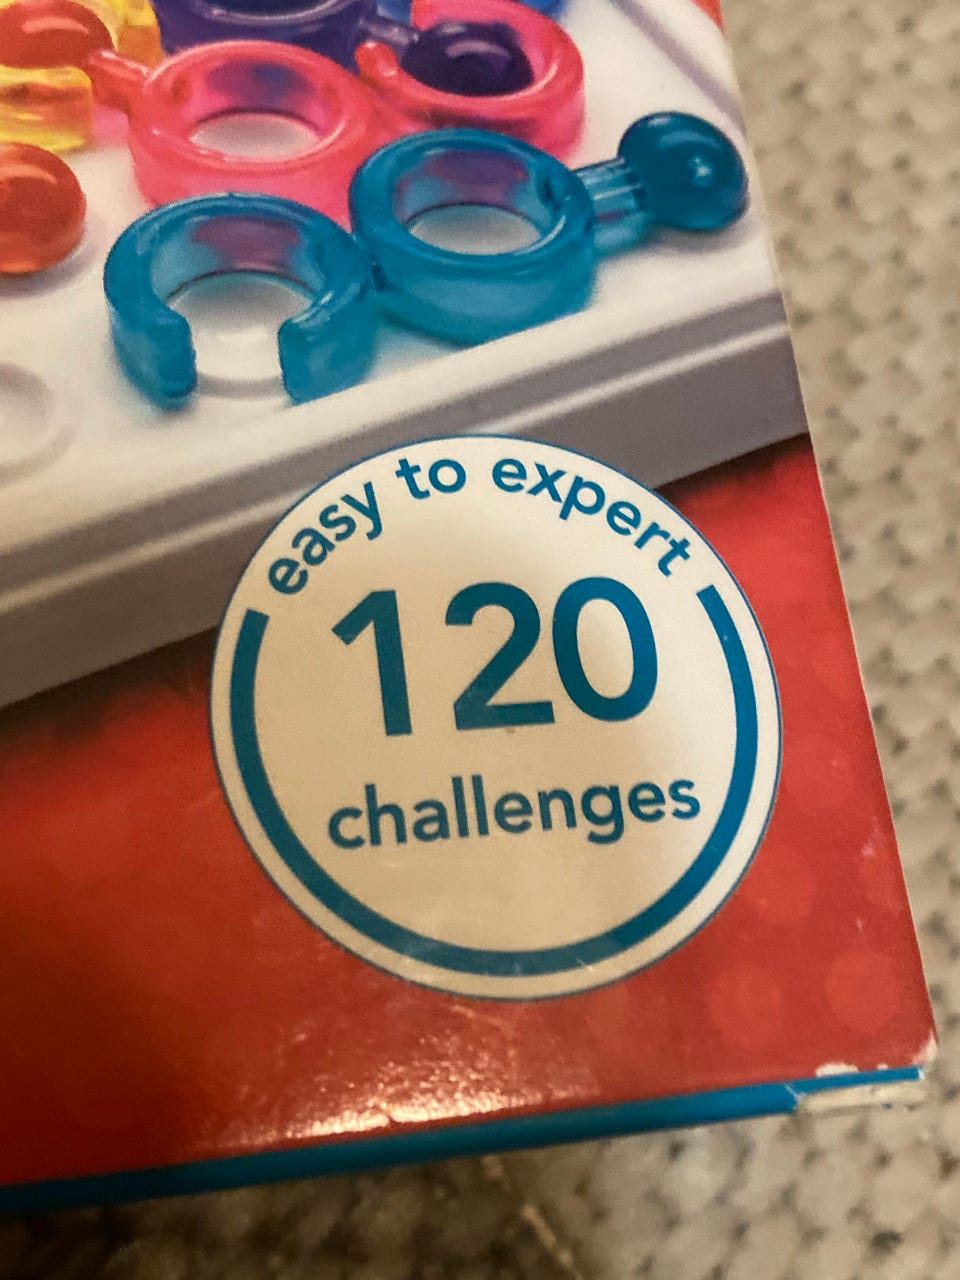 easy to expert
120
challenges